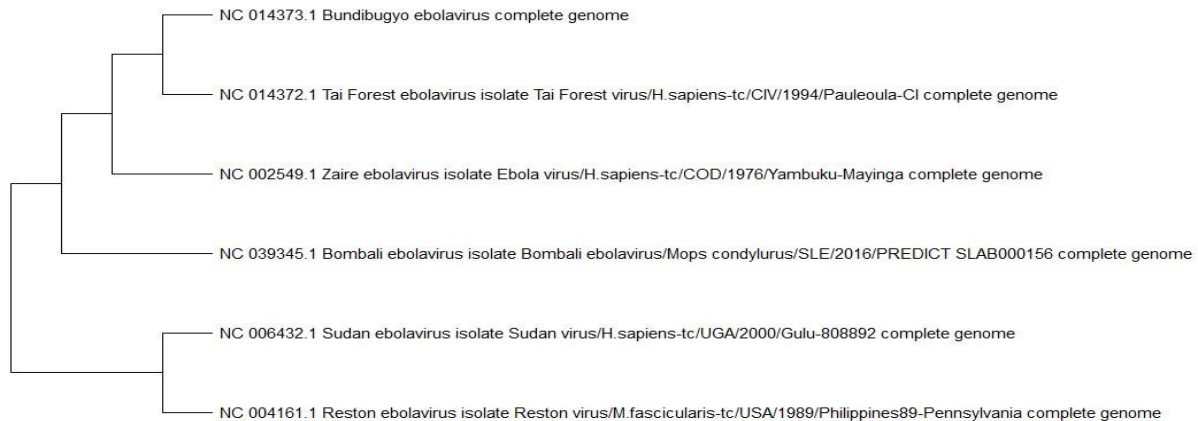 NC 014373.1 Bundibugyo ebolavirus complete genome
NC 014372.1 Tai Forest ebolavirus isolate Tai Forest virus/H.sapiens-tc/CIV/1994/Pauleoula-CI complete genome
NC 002549.1 Zaire ebolavirus isolate Ebola virus/H.sapiens-tc/COD/1976/Yambuku-Mayinga complete genome
NC 039345.1 Bombali ebolavirus isolate Bombali ebolavirus/Mops condylurus/SLE/2016/PREDICT SLAB000156 complete genome
NC 006432.1 Sudan ebolavirus isolate Sudan virus/H.sapiens-tc/UGA/2000/Gulu-808892 complete genome
NC 004161.1 Reston ebolavirus isolate Reston virus/M.fascicularis-tc/USA/1989/Philippines89-Pennsylvania complete genome